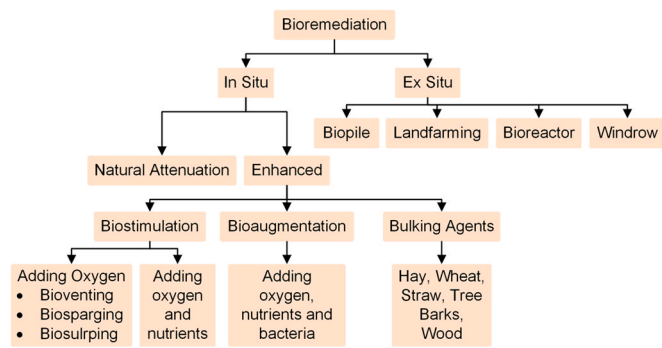 Bioremediation
In Situ
Ex Situ
Biopile
Landfarming
Bioreactor
Windrow
Natural Attenuation
Enhanced
Biostimulation
Bioaugmentation
Bulking Agents
Adding Oxygen
• Bioventing
• Biosparging
• Biosulrping
Adding
oxygen
and
nutrients
Adding
oxygen,
nutrients and
bacteria
Hay, Wheat,
Straw, Tree
Barks,
Wood